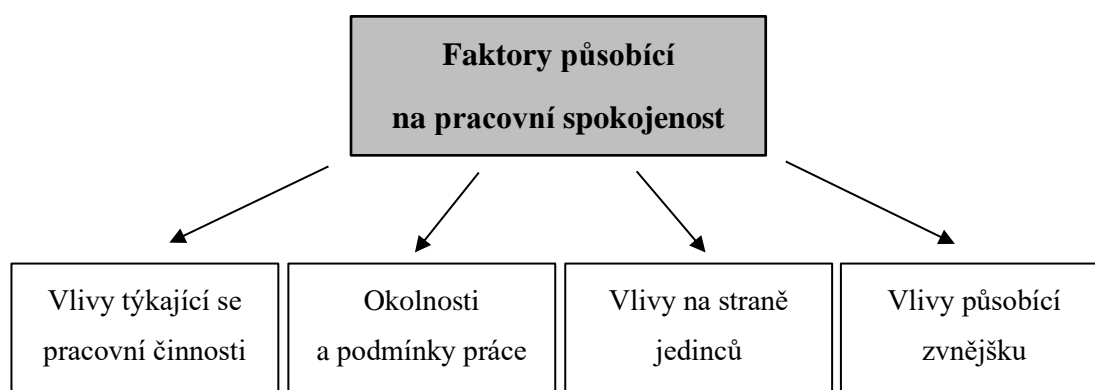 Faktory působící
na pracovní spokojenost
Vlivy týkající se
pracovní činnosti
Okolnosti
a podmínky práce
Vlivy na straně
jedinců
Vlivy působící
zvnějšku